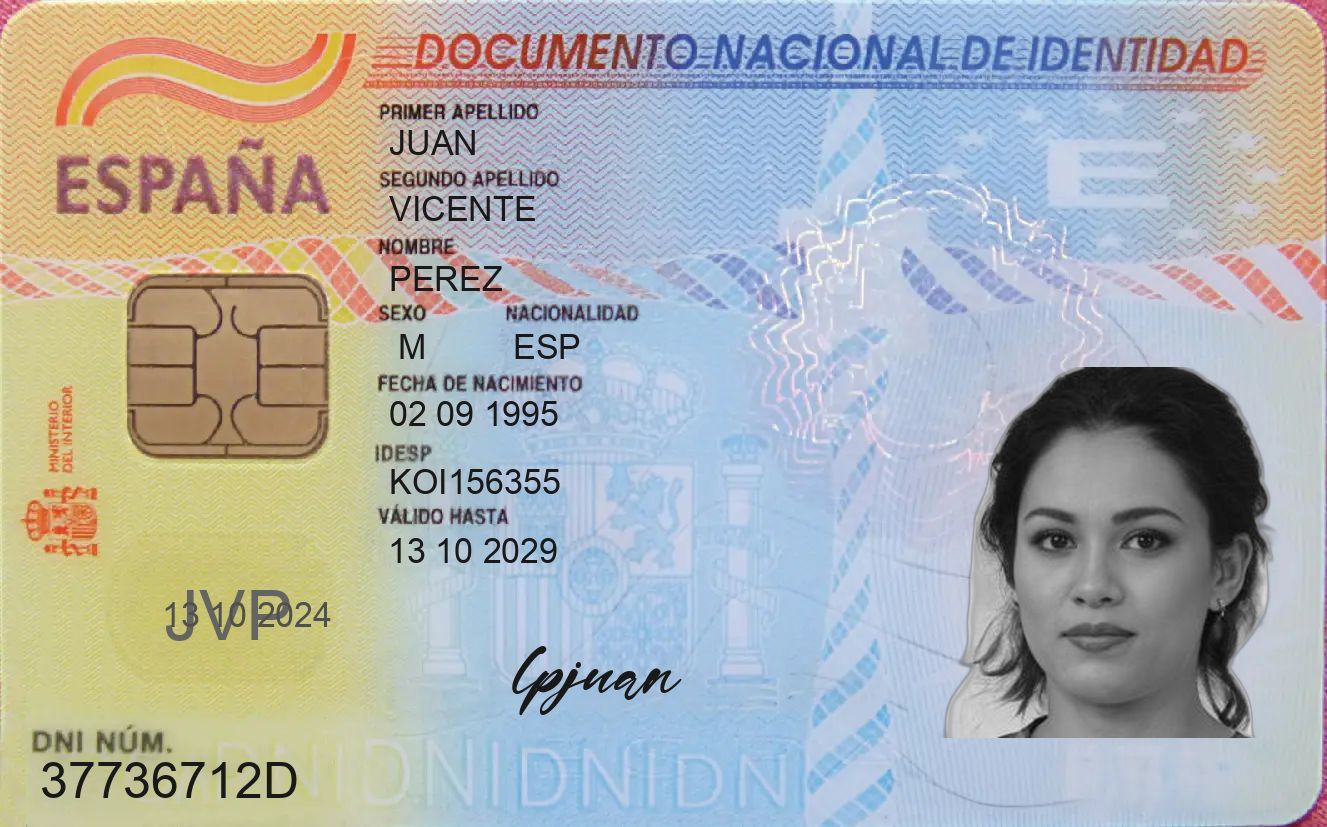 DOCUMENTO NACIONAL DE IDENTIDAD
ESPAÑA
PRIMER APELLIDO
JUAN
SEGUNDO APELLIDO
VICENTE
NOMBRE
PEREZ
SEXO NACIONALIDAD
M ESP
FECHA DE NACIMIENTO
02 09 1995
IDESP
KOI156355
VÁLIDO HASTA
13 10 2029
MINISTERIO
DEL INTERIOR
E
JVP
13 10 2024
Cpjuan
DNI NÚM.
37736712D
DNIDNIDNIDNI